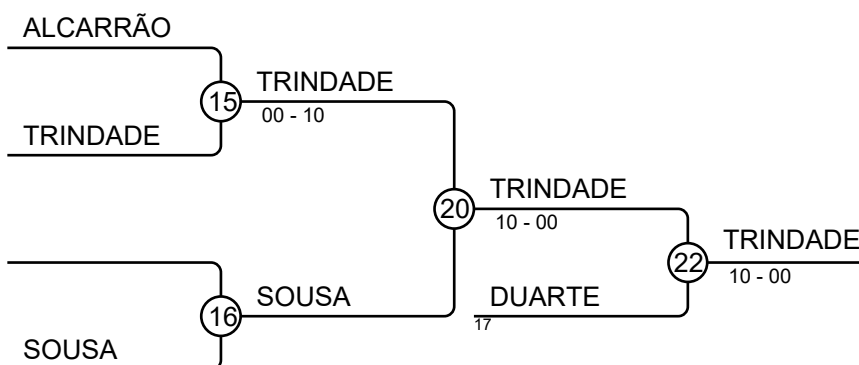 ALCARRÃO
15
TRINDADE
00 - 10
TRINDADE
20
TRINDADE
10 - 00
22
TRINDADE
10 - 00
16
SOUSA
DUARTE
17
SOUSA